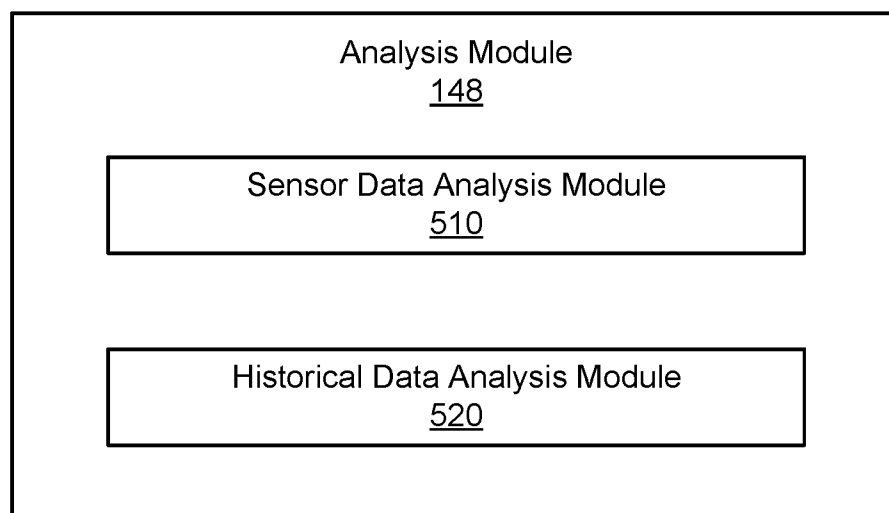 Analysis Module
148
Sensor Data Analysis Module
510
Historical Data Analysis Module
520